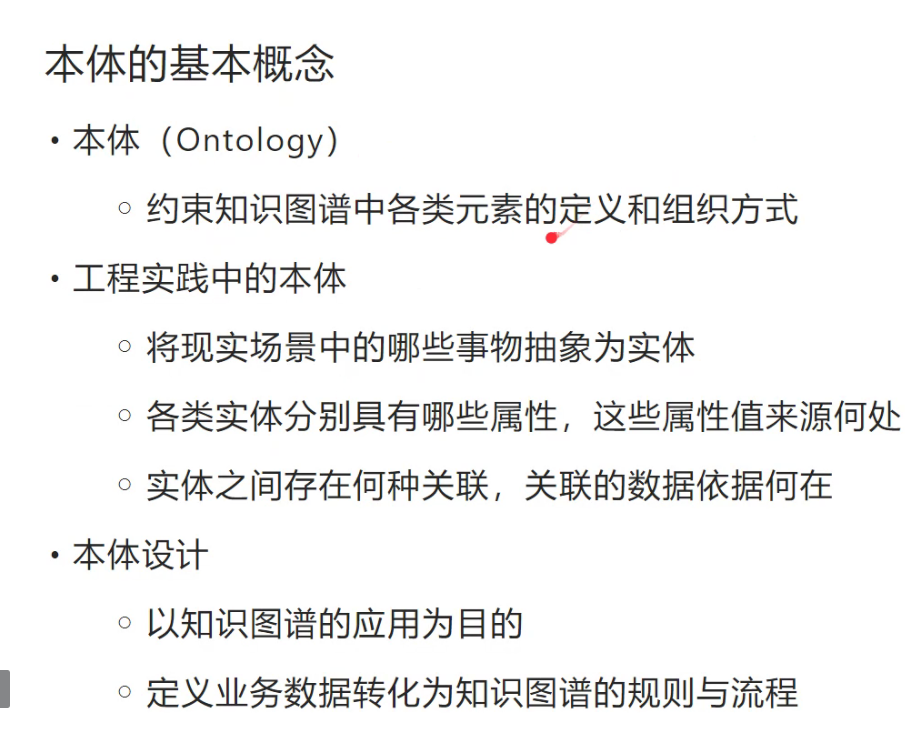 本体的基本概念
• 本体（Ontology）
○ 约束知识图谱中各类元素的定义和组织方式
• 工程实践中的本体
○ 将现实场景中的哪些事物抽象为实体
○ 各类实体分别具有哪些属性，这些属性值来源何处
○ 实体之间存在何种关联，关联的数据依据何在
• 本体设计
○ 以知识图谱的应用为目的
○ 定义业务数据转化为知识图谱的规则与流程